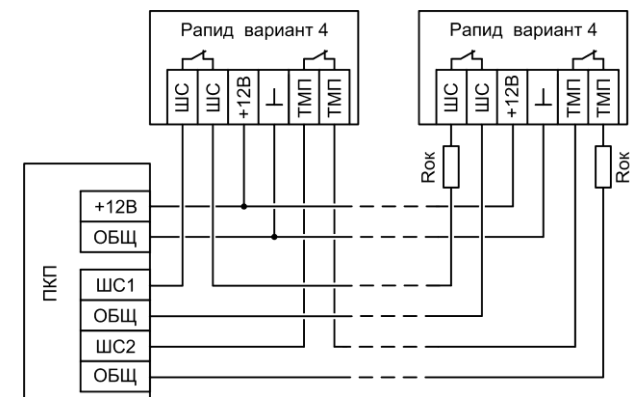 Рапид вариант 4
ШС ШС +12В ⊥ ТМП ТМП
Рапид вариант 4
ШС ШС +12В ⊥ ТМП ТМП
Rок
Rок
ПКП
+12В
ОБЩ
ШС1
ОБЩ
ШС2
ОБЩ